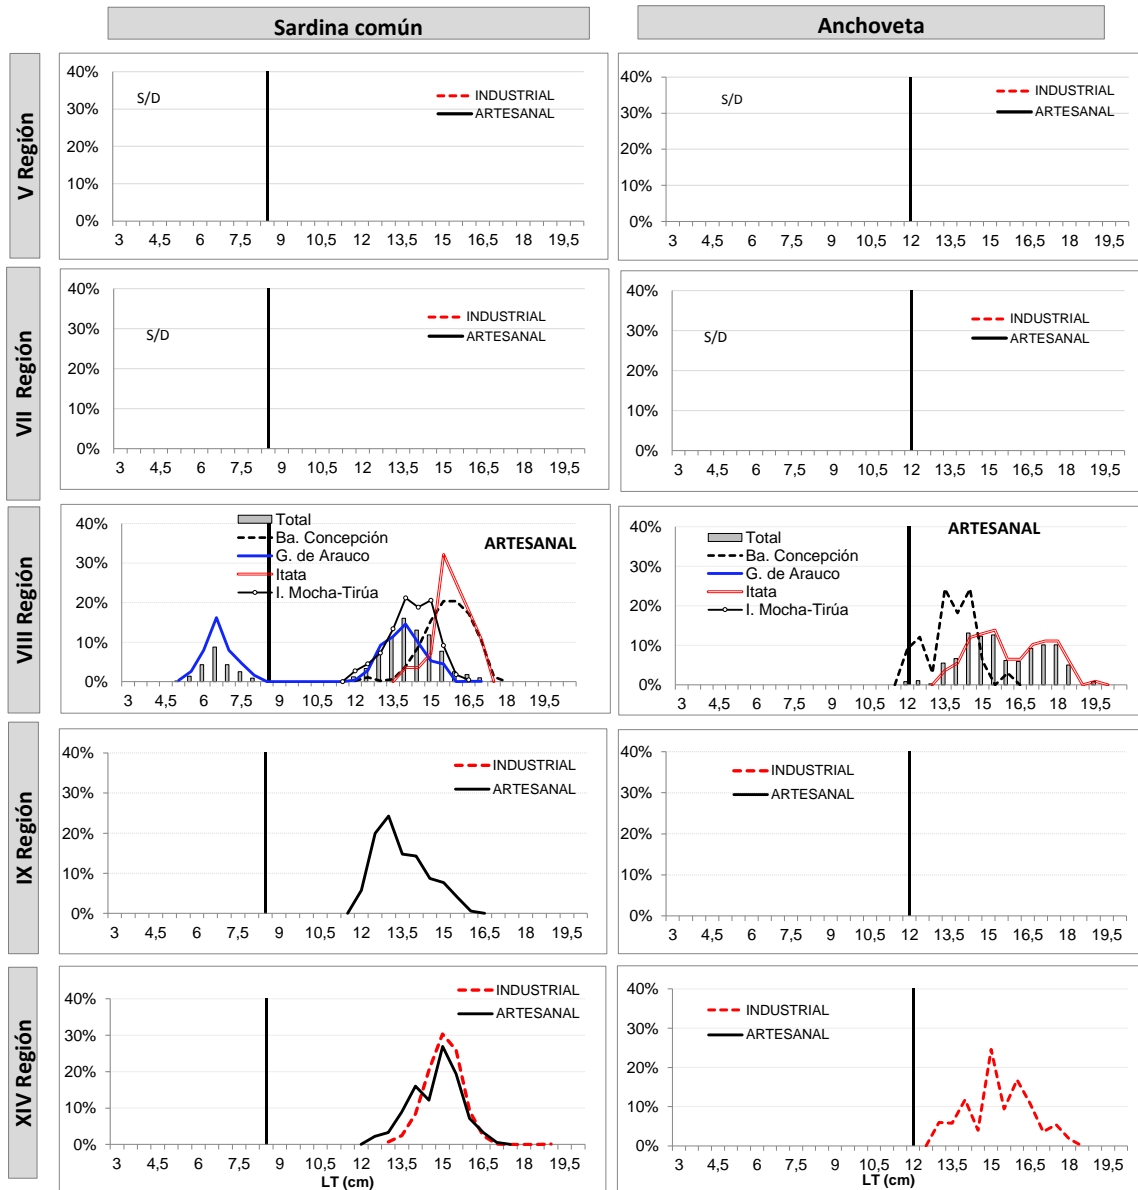 Sardina común
Anchoveta
V Región
40%
30%
20%
10%
0%
S/D
INDUSTRIAL
ARTESANAL
3 4,5 6 7,5 9 10,5 12 13,5 15 16,5 18 19,5
40%
30%
20%
10%
0%
S/D
INDUSTRIAL
ARTESANAL
3 4,5 6 7,5 9 10,5 12 13,5 15 16,5 18 19,5
VII Región
40%
30%
20%
10%
0%
S/D
INDUSTRIAL
ARTESANAL
3 4,5 6 7,5 9 10,5 12 13,5 15 16,5 18 19,5
40%
30%
20%
10%
0%
S/D
INDUSTRIAL
ARTESANAL
3 4,5 6 7,5 9 10,5 12 13,5 15 16,5 18 19,5
VIII Región
40%
30%
20%
10%
0%
Total
Ba. Concepción
G. de Arauco
Itata
I. Mocha-Tirúa
ARTESANAL
3 4,5 6 7,5 9 10,5 12 13,5 15 16,5 18 19,5
40%
30%
20%
10%
0%
Total
Ba. Concepción
G. de Arauco
Itata
I. Mocha-Tirúa
ARTESANAL
3 4,5 6 7,5 9 10,5 12 13,5 15 16,5 18 19,5
IX Región
40%
30%
20%
10%
0%
INDUSTRIAL
ARTESANAL
3 4,5 6 7,5 9 10,5 12 13,5 15 16,5 18 19,5
40%
30%
20%
10%
0%
INDUSTRIAL
ARTESANAL
3 4,5 6 7,5 9 10,5 12 13,5 15 16,5 18 19,5
XIV Región
40%
30%
20%
10%
0%
INDUSTRIAL
ARTESANAL
3 4,5 6 7,5 9 10,5 12 13,5 15 16,5 18 19,5
LT (cm)
40%
30%
20%
10%
0%
INDUSTRIAL
ARTESANAL
3 4,5 6 7,5 9 10,5 12 13,5 15 16,5 18 19,5
LT (cm)